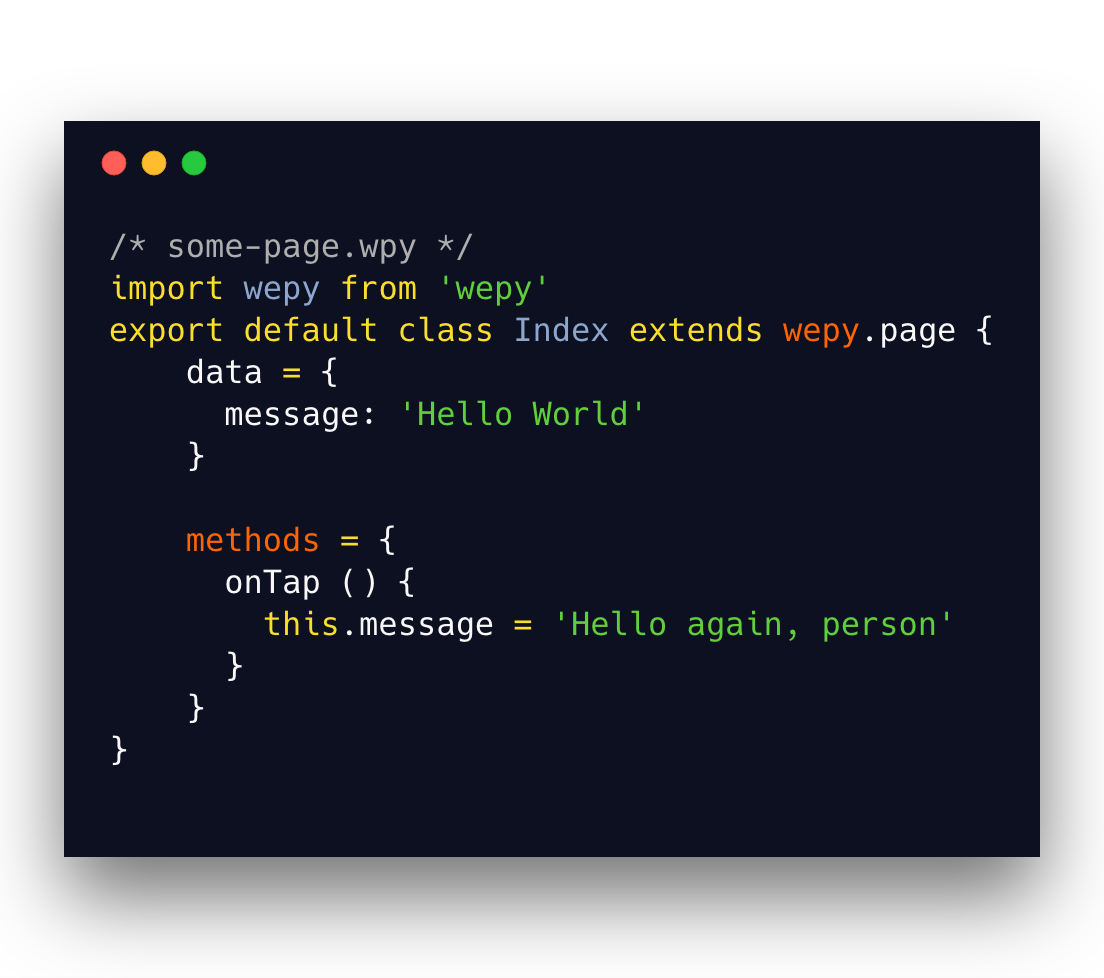 /* some-page.wpy */
import wepy from 'wepy'
export default class Index extends wepy.page {
    data = {
      message: 'Hello World'
    }

    methods = {
      onTap () {
        this.message = 'Hello again, person'
      }
    }
}